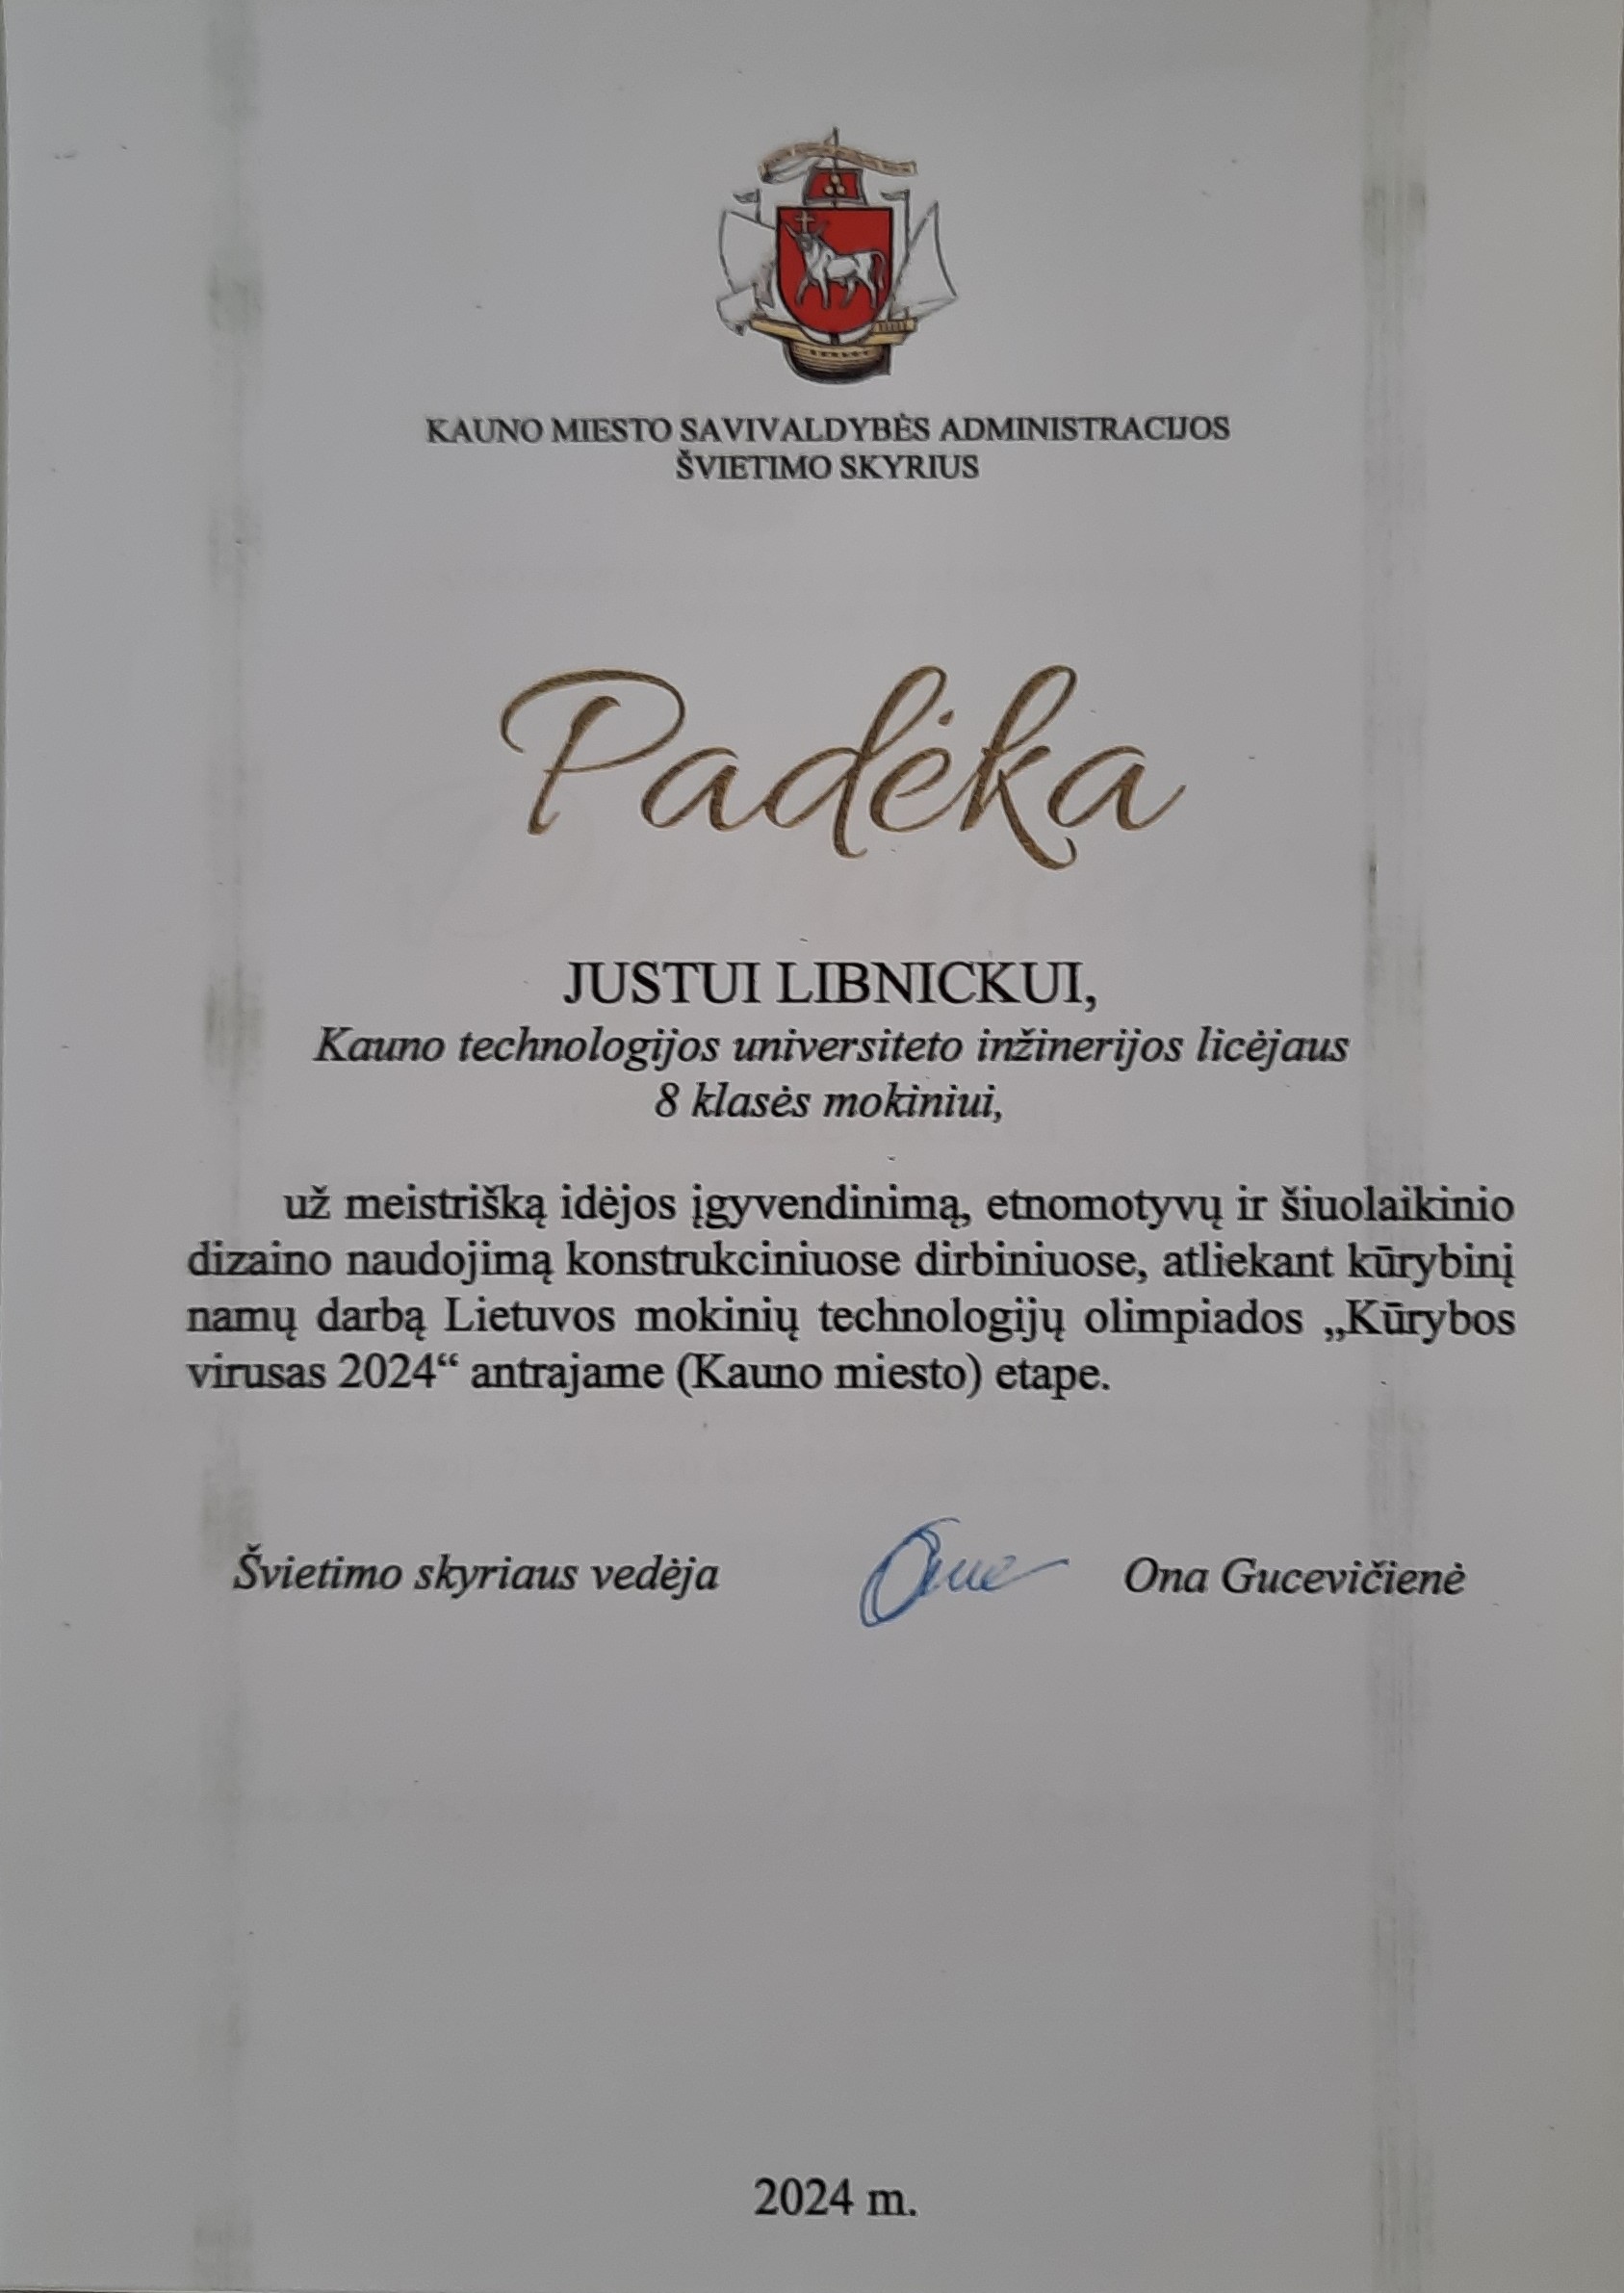 KAUNO MIESTO SAVIVALDYBĖS ADMINISTRACIJOS
ŠVIETIMO SKYRIUS
Padėka
JUSTUI LIBNICKUI,
Kauno technologijos universiteto inžinerijos licėjaus
8 klasės mokiniui,
už meistrišką idėjos įgyvendinimą, etnomotyvų ir šiuolaikinio
dizaino naudojimą konstrukciniuose dirbiniuose, atliekant kūrybinį
namų darbą Lietuvos mokinių technologijų olimpiados „Kūrybos
virusas 2024“ antrajame (Kauno miesto) etape.
Švietimo skyriaus vedėja Ona Gucevičienė
2024 m.